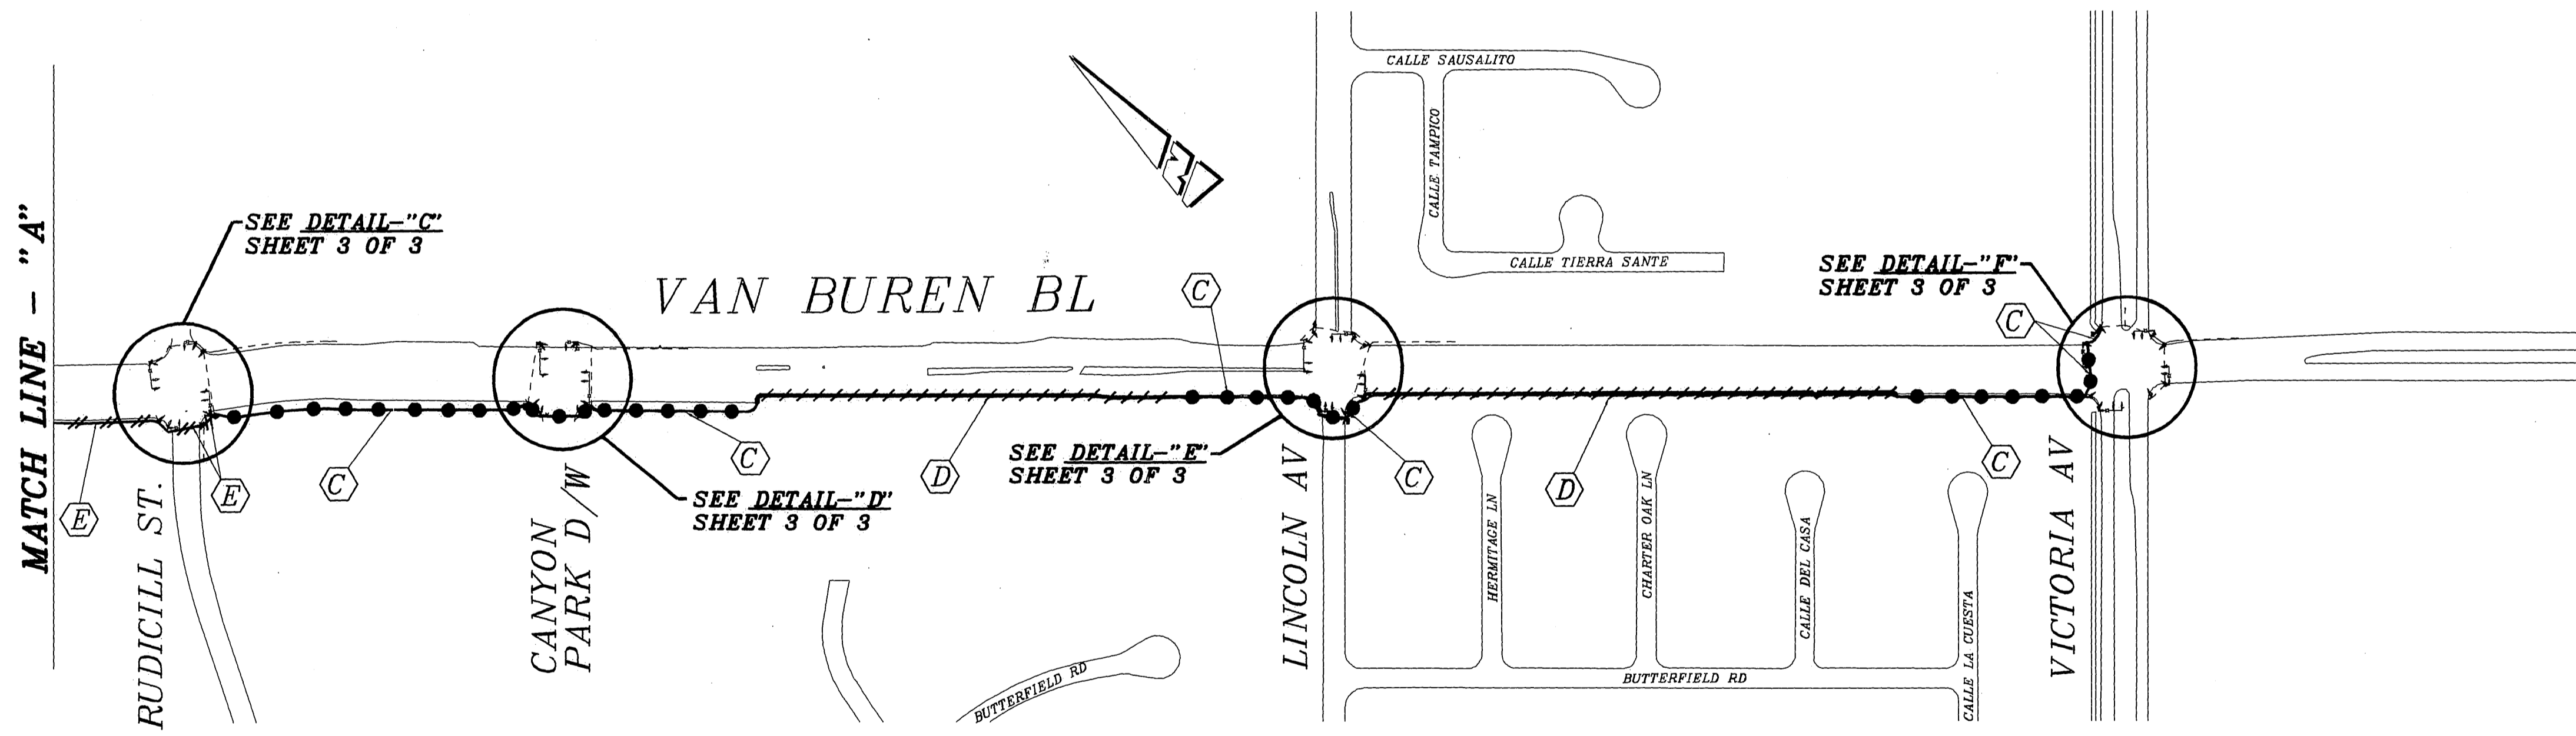 MATCH LINE - "A"
SEE DETAIL-"C"
SHEET 3 OF 3
VAN BUREN BL
CALLE SAUSALITO
CALLE TAMPICO
CALLE TIERRA SANTE
SEE DETAIL-"F"
SHEET 3 OF 3
C
C
E
E
RUDICILL ST.
C
CANYON
PARK D/W
SEE DETAIL-"D"
SHEET 3 OF 3
C
D
SEE DETAIL-"E"
SHEET 3 OF 3
LINCOLN AV
C
D
C
HERMITAGE LN
CHARTER OAK LN
CALLE DEL CASA
CALLE LA CUESTA
VICTORIA AV
BUTTERFIELD RD
BUTTERFIELD RD